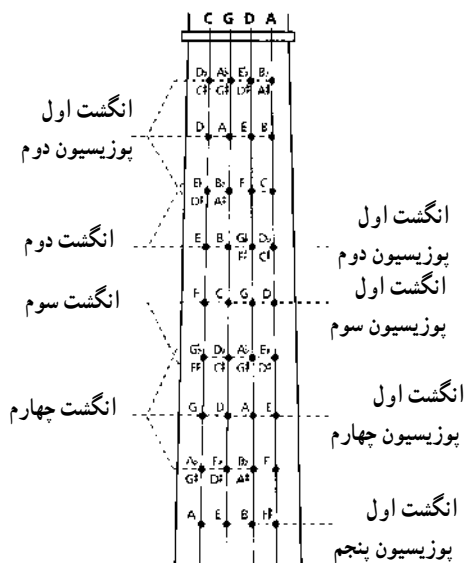 C G D A
D♭ A♭ E♭ B♭
C♯ G♯ D♯ A♯
انگشت اول
پوزیسیون دوم
D A E B
E♭ B♭ F C
D♯ A♯
انگشت دوم
E B G♭ D♭
F♯ C♯
انگشت اول
پوزیسیون دوم
انگشت سوم
F C G D
انگشت اول
پوزیسیون سوم
G♭ D♭ A♭ E♭
F♯ C♯ G♯ D♯
انگشت چهارم
G D A E
انگشت اول
پوزیسیون چهارم
A♭ E♭ B♭ F
G♯ D♯ A♯
A E B F♯
انگشت اول
پوزیسیون پنجم